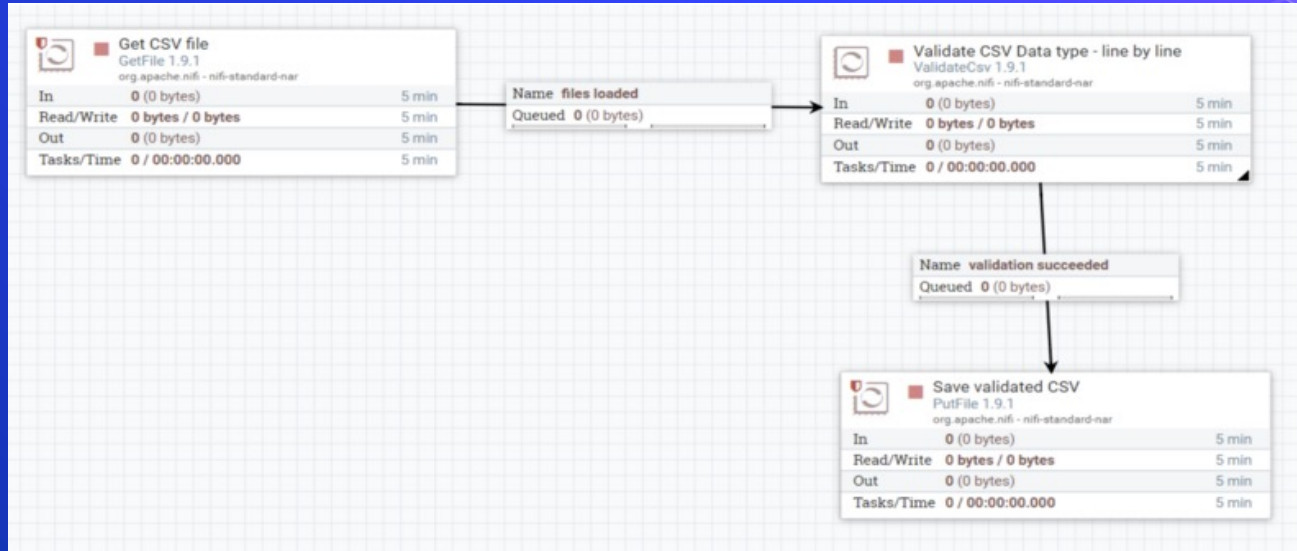 Get CSV file
GetFile 1.9.1
org.apache.nifi - nifi-standard-nar
In 0 (0 bytes) 5 min
Read/Write 0 bytes / 0 bytes 5 min
Out 0 (0 bytes) 5 min
Tasks/Time 0 / 00:00:00.000 5 min
Name files loaded
Queued 0 (0 bytes)
Validate CSV Data type - line by line
ValidateCsv 1.9.1
org.apache.nifi - nifi-standard-nar
In 0 (0 bytes) 5 min
Read/Write 0 bytes / 0 bytes 5 min
Out 0 (0 bytes) 5 min
Tasks/Time 0 / 00:00:00.000 5 min
Name validation succeeded
Queued 0 (0 bytes)
Save validated CSV
PutFile 1.9.1
org.apache.nifi - nifi-standard-nar
In 0 (0 bytes) 5 min
Read/Write 0 bytes / 0 bytes 5 min
Out 0 (0 bytes) 5 min
Tasks/Time 0 / 00:00:00.000 5 min